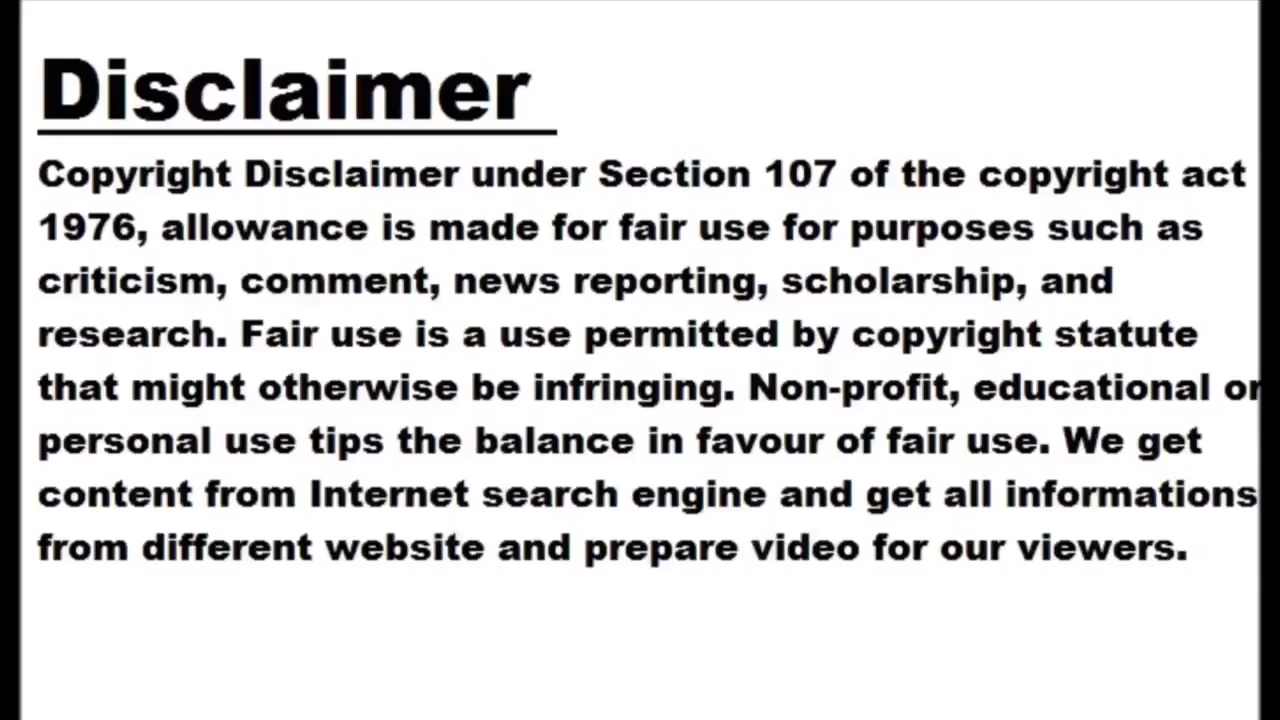 Disclaimer
Copyright Disclaimer under Section 107 of the copyright act
1976, allowance is made for fair use for purposes such as
criticism, comment, news reporting, scholarship, and
research. Fair use is a use permitted by copyright statute
that might otherwise be infringing. Non-profit, educational or
personal use tips the balance in favour of fair use. We get
content from Internet search engine and get all informations
from different website and prepare video for our viewers.